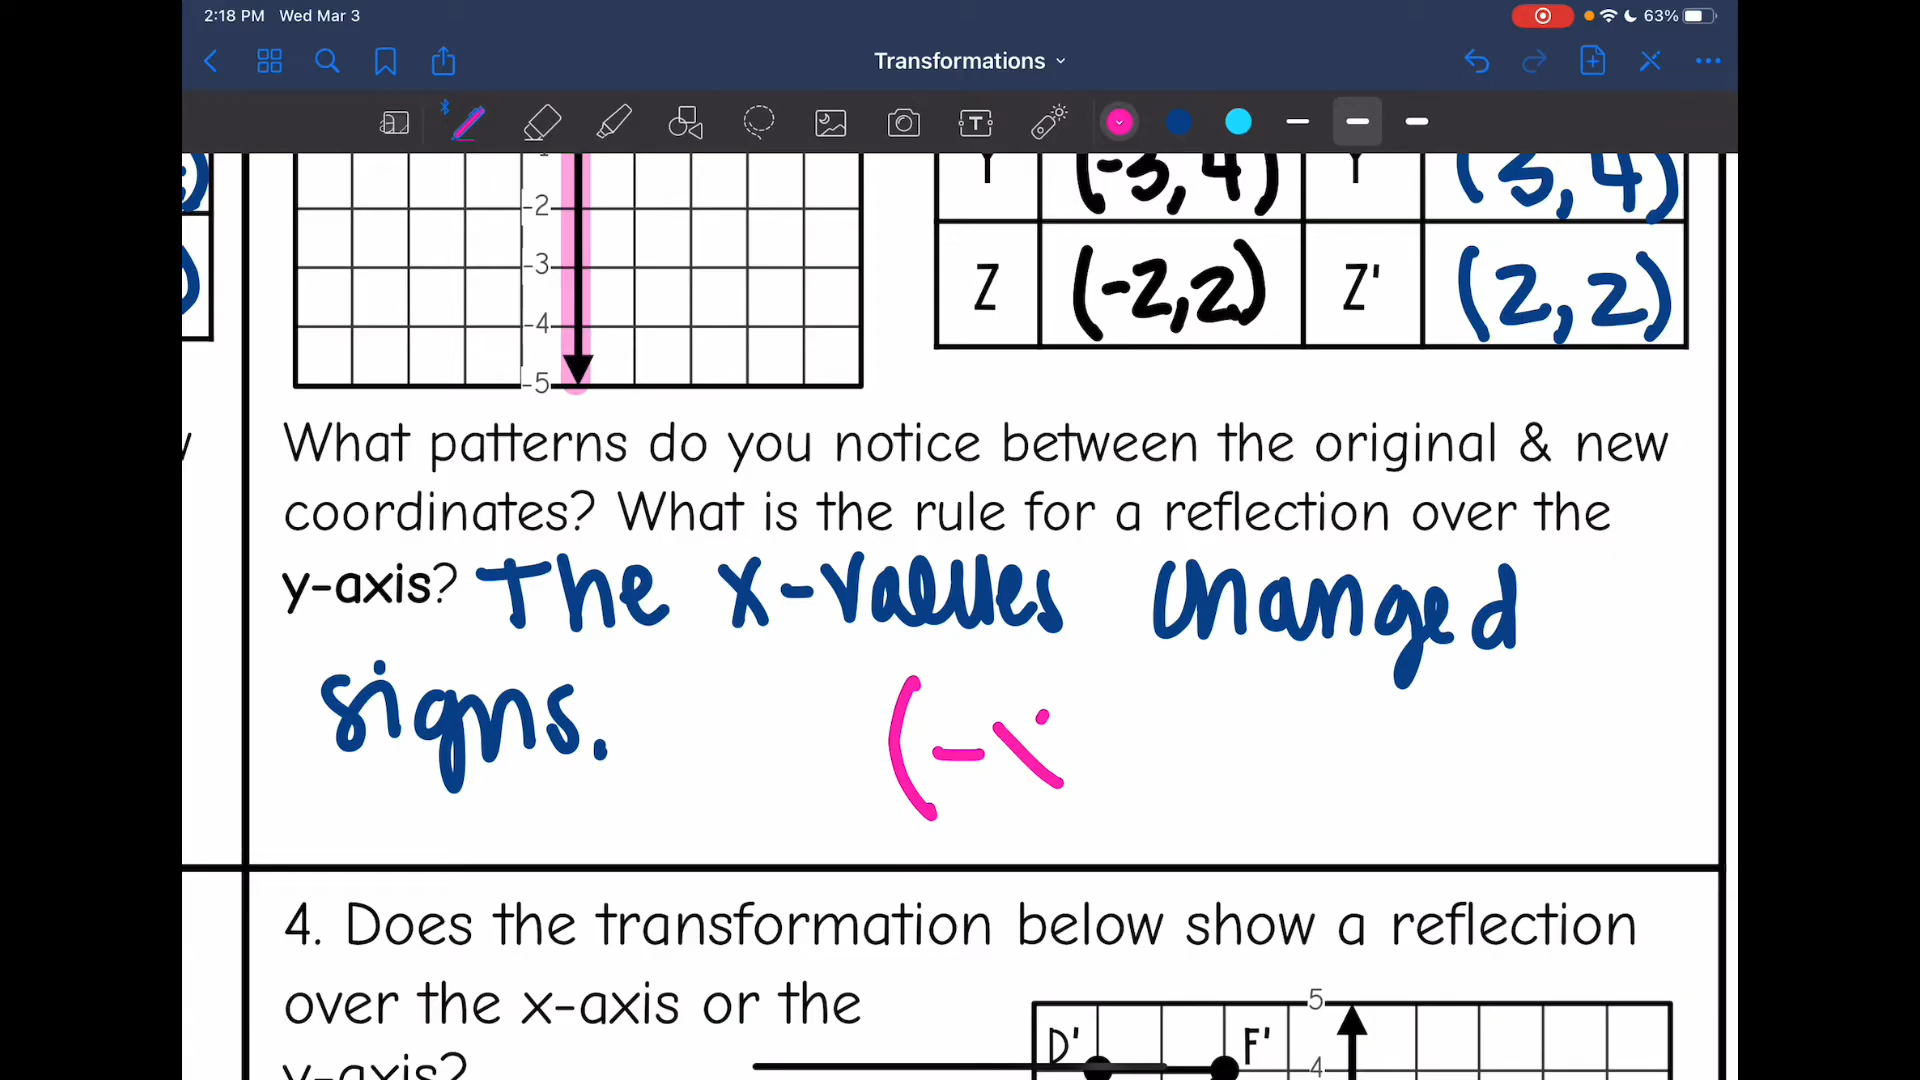 2:18 PM Wed Mar 3
63%
Transformations
T
-2
-3
-4
-5
Y (-3,4) Y' (3,4)
Z (-2,2) Z' (2,2)
What patterns do you notice between the original & new
coordinates? What is the rule for a reflection over the
y-axis? The x-values changed
signs. (-
4. Does the transformation below show a reflection
over the x-axis or the
y-axis?
5
D' F'
4